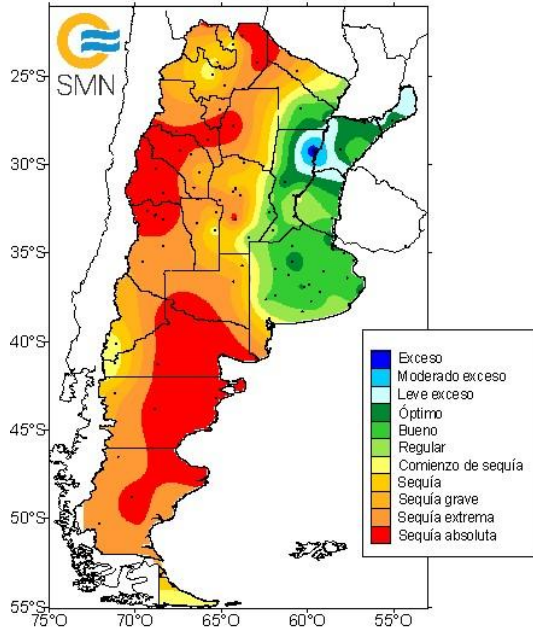 SMN
25°S
30°S
35°S
40°S
45°S
50°S
55°S
75°O 70°O 65°O 60°O 55°O
Exceso
Moderado exceso
Leve exceso
Óptimo
Bueno
Regular
Comienzo de sequía
Sequía
Sequía grave
Sequía extrema
Sequía absoluta